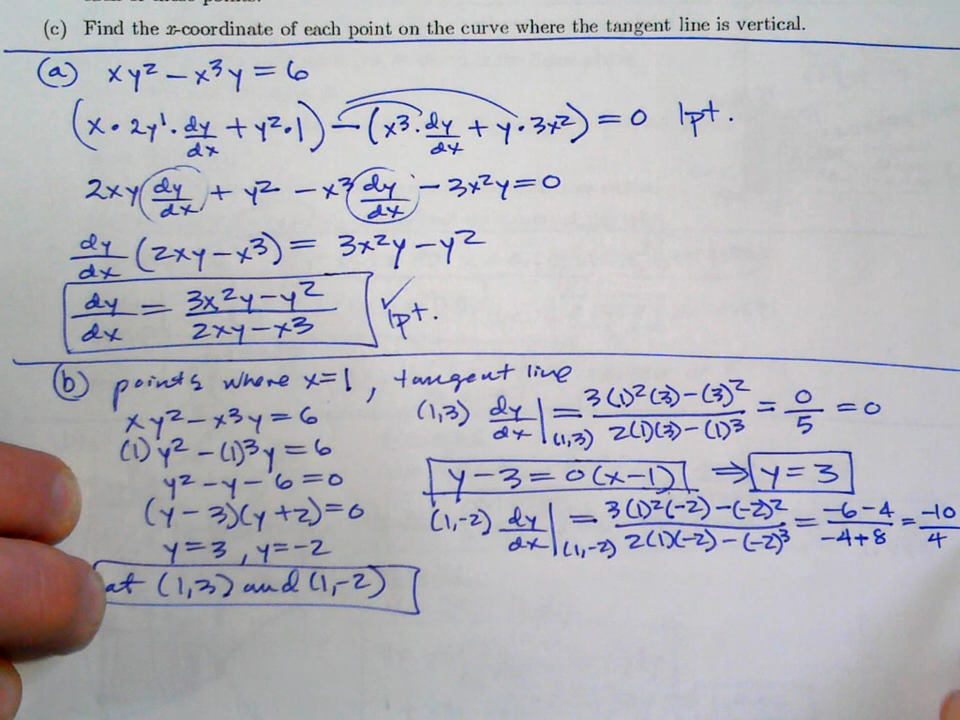 (c) Find the x-coordinate of each point on the curve where the tangent line is vertical.
(a) xy² - x³y = 6
(x · 2y¹ · dy/dx + y² · 1) - (x³ · dy/dx + y · 3x²) = 0 1pt.
2xy dy/dx + y² - x³ dy/dx - 3x²y = 0
dy/dx (2xy - x³) = 3x²y - y²
dy/dx = (3x²y - y²)/(2xy - x³) ✓ 1pt.
(b) points where x=1, tangent line
xy² - x³y = 6
(1)y² - (1)³y = 6
y² - y - 6 = 0
(y - 3)(y + 2) = 0
y = 3, y = -2
at (1,3) and (1,-2)
(1,3) dy/dx |(1,3) = (3(1)²(3) - (3)²)/(2(1)(3) - (1)³) = 0/5 = 0
y - 3 = 0(x - 1) ⇒ y = 3
(1,-2) dy/dx |(1,-2) = (3(1)²(-2) - (-2)²)/(2(1)(-2) - (-2)³) = (-6 - 4)/(-4 + 8) = -10/4